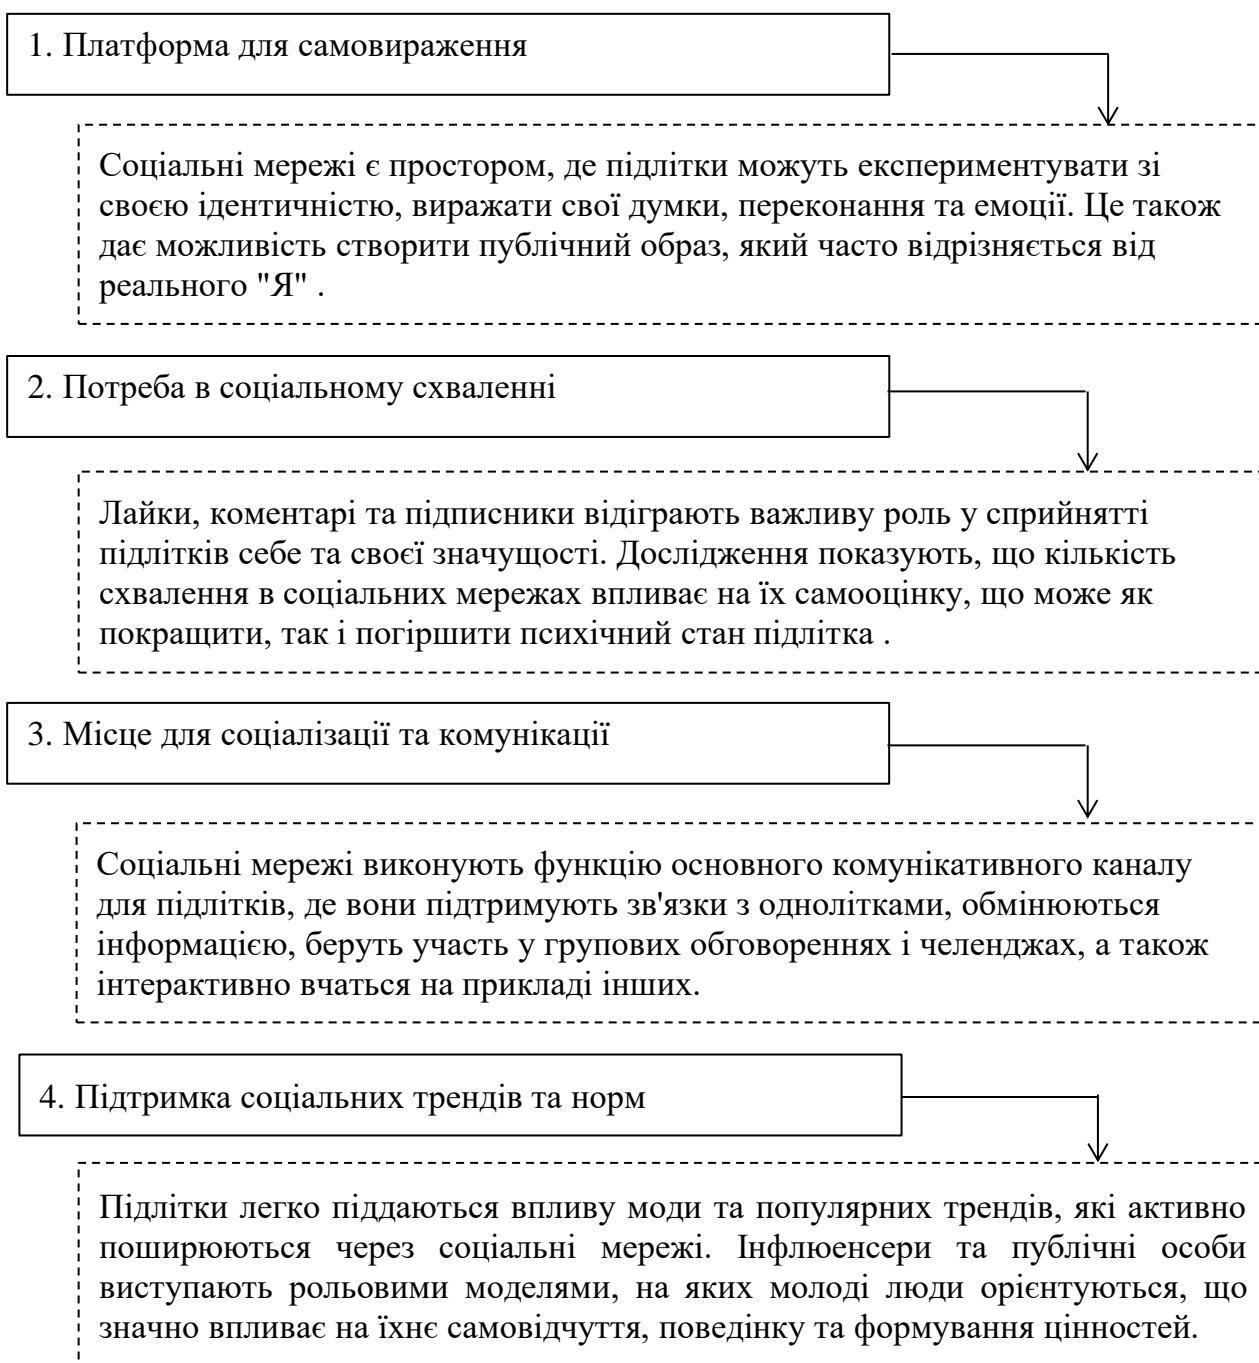 1. Платформа для самовираження
Соціальні мережі є простором, де підлітки можуть експериментувати зі
своєю ідентичністю, виражати свої думки, переконання та емоції. Це також
дає можливість створити публічний образ, який часто відрізняється від
реального "Я" .
2. Потреба в соціальному схваленні
Лайки, коментарі та підписники відіграють важливу роль у сприйнятті
підлітків себе та своєї значущості. Дослідження показують, що кількість
схвалення в соціальних мережах впливає на їх самооцінку, що може як
покращити, так і погіршити психічний стан підлітка .
3. Місце для соціалізації та комунікації
Соціальні мережі виконують функцію основного комунікативного каналу
для підлітків, де вони підтримують зв'язки з однолітками, обмінюються
інформацією, беруть участь у групових обговореннях і челенджах, а також
інтерактивно вчаться на прикладі інших.
4. Підтримка соціальних трендів та норм
Підлітки легко піддаються впливу моди та популярних трендів, які активно
поширюються через соціальні мережі. Інфлюенсери та публічні особи
виступають рольовими моделями, на яких молоді люди орієнтуються, що
значно впливає на їхнє самовідчуття, поведінку та формування цінностей.